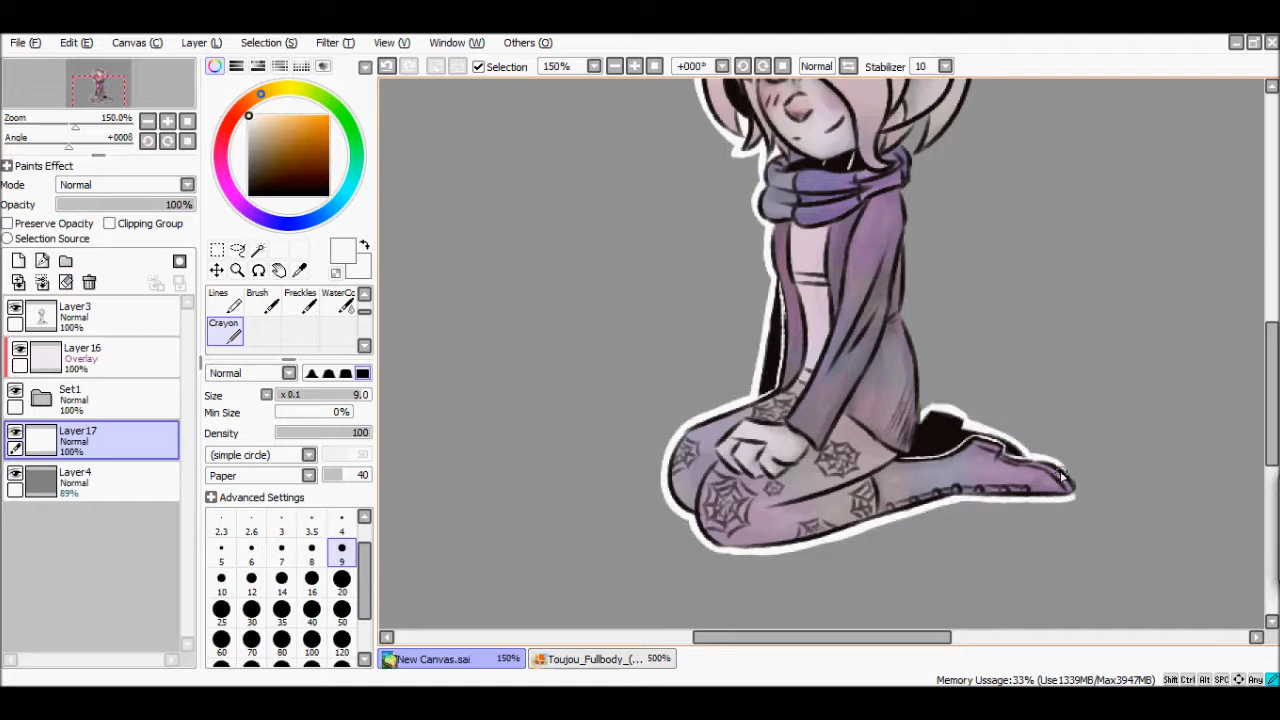 File (F) Edit (E) Canvas (C) Layer (L) Selection (S) Filter (T) View (V) Window (W) Others (O)
Selection 150% +000° Normal Stabilizer 10
Zoom 150.0%
Angle +000ß
Paints Effect
Mode Normal
Opacity 100%
Preserve Opacity Clipping Group
Selection Source
Layer3
Normal
100%
Layer16
Overlay
100%
Set1
Normal
100%
Layer17
Normal
100%
Layer4
Normal
89%
Lines Brush Freckles WaterCc
Crayon
Normal
Size x 0.1 9.0
Min Size 0%
Density 100
(simple circle) 50
Paper 40
Advanced Settings
2.3 2.6 3 3.5 4
5 6 7 8 9
10 12 14 16 20
25 30 35 40 50
60 70 80 100 120
New Canvas.sai 150% Toujou_Fullbody_(... 500%
Memory Ussage:33% (Use1339MB/Max3947MB) Shift Ctrl Alt SPC Any